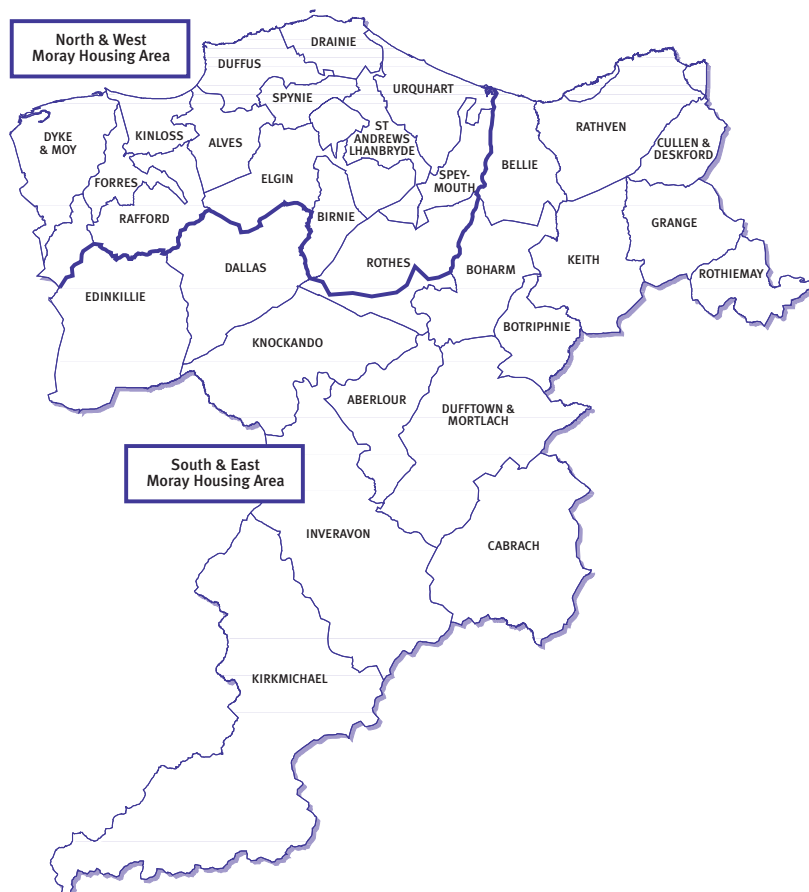 North & West
Moray Housing Area
DRAINIE
DUFFUS
URQUHART
SPYNIE
DYKE
& MOY
KINLOSS
ALVES
ST
ANDREWS
LHANBRYDE
RATHVEN
CULLEN &
DESKFORD
BELLIE
FORRES
ELGIN
SPEY-
MOUTH
RAFFORD
BIRNIE
GRANGE
ROTHES
KEITH
DALLAS
BOHARM
ROTHIEMAY
EDINKILLIE
BOTRIPHNIE
KNOCKANDO
ABERLOUR
DUFFTOWN &
MORTLACH
South & East
Moray Housing Area
INVERAVON
CABRACH
KIRKMICHAEL